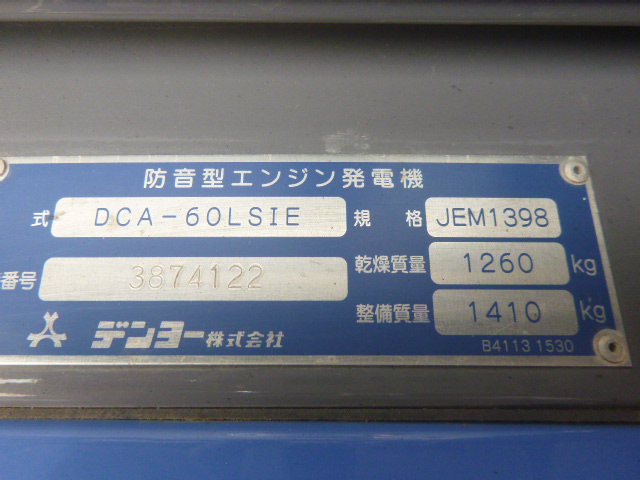 防音型エンジン発電機
式 DCA-60LSIE 規格 JEM1398
番号 3874122 乾燥質量 1260 kg
整備質量 1410 kg
デンヨー株式会社
B41131530